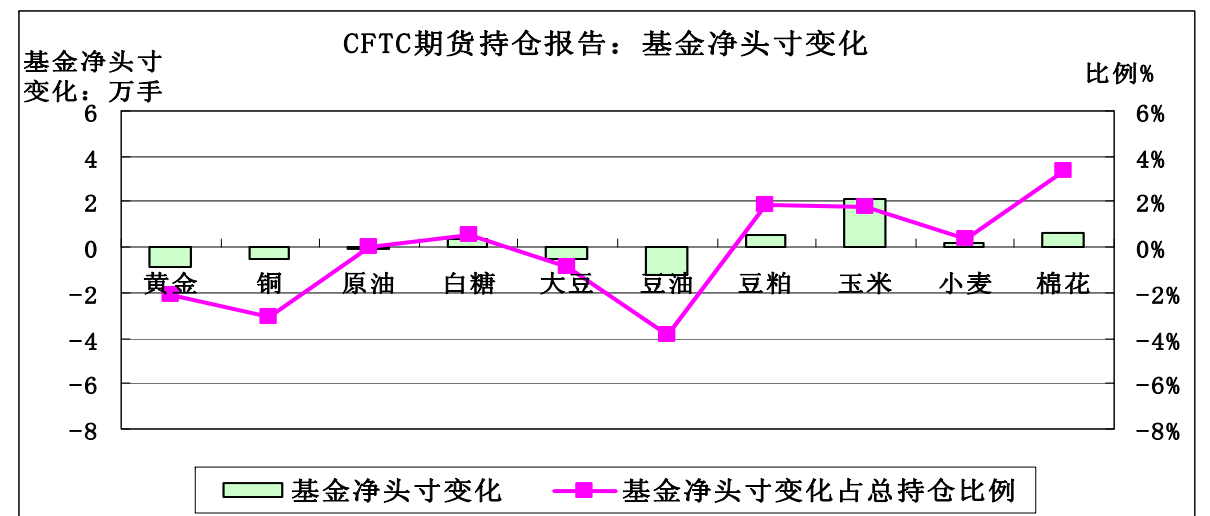 CFTC期货持仓报告：基金净头寸变化
基金净头寸
变化：万手
比例%
6
4
2
0
-2
-4
-6
-8
6%
4%
2%
0%
-2%
-4%
-6%
-8%
黄金 铜 原油 白糖 大豆 豆油 豆粕 玉米 小麦 棉花
基金净头寸变化 基金净头寸变化占总持仓比例